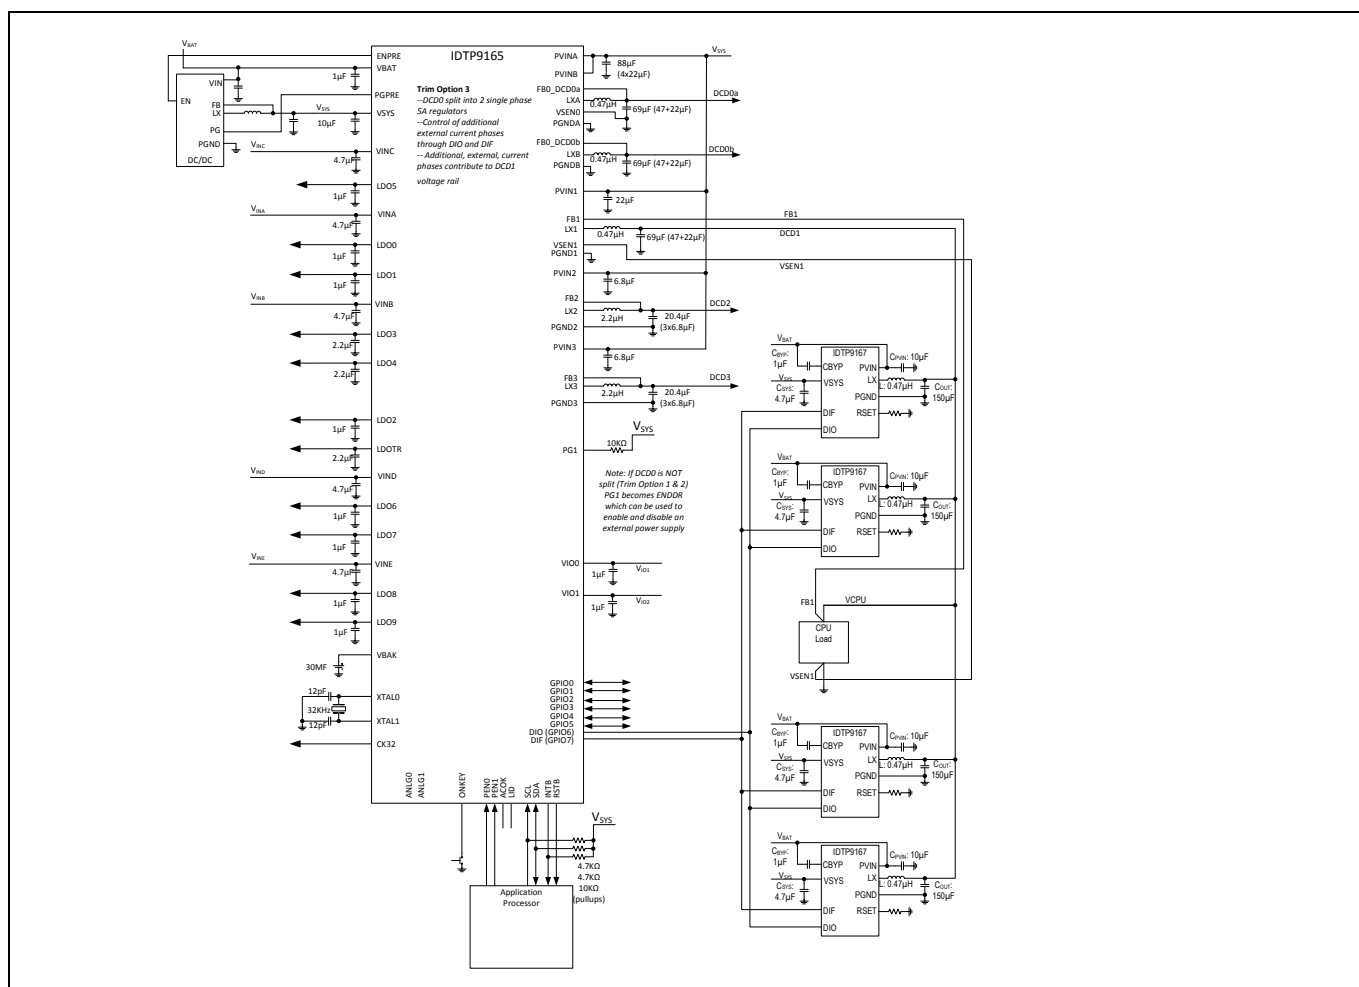 IDTP9165
Trim Option 3
--DCD0 split into 2 single phase
5A regulators
--Control of additional
external current phases
through DIO and DIF
-- Additional, external, current
phases contribute to DCD1
voltage rail
VBAT
VIN
EN
FB
LX
PG
PGND
DC/DC
VSYS
10µF
1µF
ENPRE
VBAT
PGPRE
VSYS
VINC
4.7µF
VINC
1µF
LDO5
VINA
4.7µF
VINA
1µF
LDO0
1µF
LDO1
VINB
4.7µF
VINB
2.2µF
LDO3
2.2µF
LDO4
1µF
LDO2
2.2µF
LDOTR
VIND
4.7µF
VIND
1µF
LDO6
1µF
LDO7
VINE
4.7µF
VINE
1µF
LDO8
1µF
LDO9
30MF
VBAK
12pF
XTAL0
32KHz
12pF
XTAL1
CK32
ANLG0
ANLG1
ONKEY
PEN0
PEN1
ACOK
LID
SCL
SDA
INTB
RSTB
VSYS
4.7KΩ
4.7KΩ
10KΩ
(pullups)
Application
Processor
PVINA
VSYS
88µF
(4x22µF)
PVINB
FB0_DCD0a
LXA
0.47µH
DCD0a
69µF (47+22µF)
VSEN0
PGNDA
FB0_DCD0b
LXB
0.47µH
DCD0b
69µF (47+22µF)
PGNDB
PVIN1
22µF
FB1
FB1
LX1
0.47µH
69µF (47+22µF)
DCD1
VSEN1
PGND1
VSEN1
PVIN2
6.8µF
FB2
LX2
2.2µH
DCD2
20.4µF
(3x6.8µF)
PGND2
PVIN3
6.8µF
FB3
LX3
2.2µH
DCD3
20.4µF
(3x6.8µF)
PGND3
VSYS
10KΩ
PG1
Note: If DCD0 is NOT
split (Trim Option 1 & 2)
PG1 becomes ENDDR
which can be used to
enable and disable an
external power supply
VIO0
1µF
VIO1
VIO1
1µF
VIO2
GPIO0
GPIO1
GPIO2
GPIO3
GPIO4
GPIO5
DIO (GPIO6)
DIF (GPIO7)
VBAT
IDTP9167
CBYP:
1µF
CBYP
PVIN
CPVIN: 10µF
VSYS
VSYS
LX
L: 0.47µH
COUT:
150µF
CSYS:
4.7µF
PGND
DIF
RSET
DIO
VBAT
IDTP9167
CBYP:
1µF
CBYP
PVIN
CPVIN: 10µF
VSYS
VSYS
LX
L: 0.47µH
COUT:
150µF
CSYS:
4.7µF
PGND
DIF
RSET
DIO
FB1
VCPU
CPU
Load
VSEN1
VBAT
IDTP9167
CBYP:
1µF
CBYP
PVIN
CPVIN: 10µF
VSYS
VSYS
LX
L: 0.47µH
COUT:
150µF
CSYS:
4.7µF
PGND
DIF
RSET
DIO
VBAT
IDTP9167
CBYP:
1µF
CBYP
PVIN
CPVIN: 10µF
VSYS
VSYS
LX
L: 0.47µH
COUT:
150µF
CSYS:
4.7µF
PGND
DIF
RSET
DIO